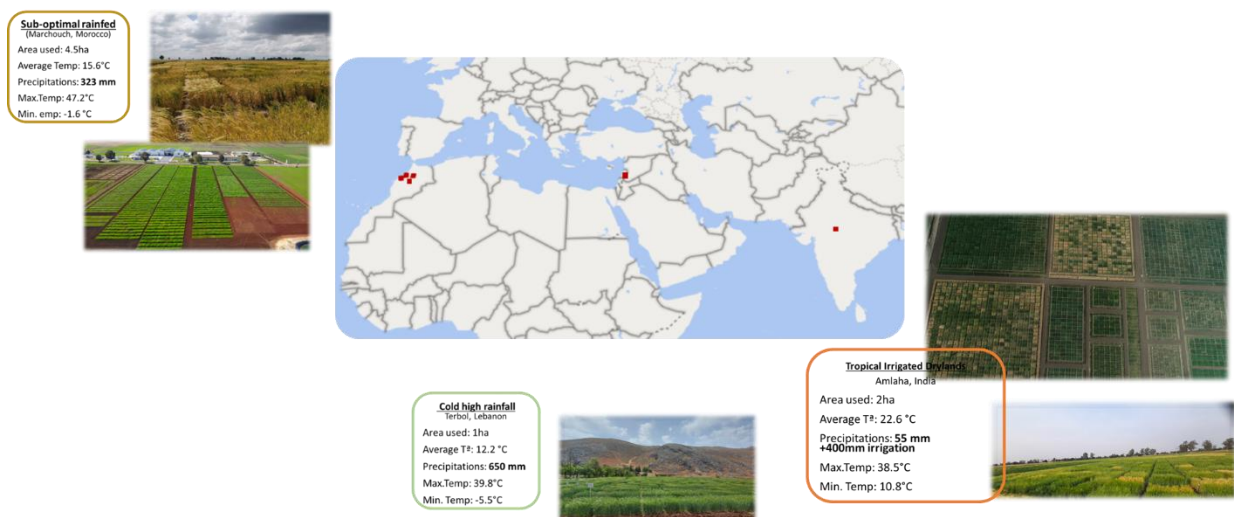 Sub-optimal rainfed
(Marchouch, Morocco)
Area used: 4.5ha
Average Temp: 15.6°C
Precipitations: 323 mm
Max.Temp: 47.2°C
Min. emp: -1.6 °C
Cold high rainfall
Terbol, Lebanon
Area used: 1ha
Average Tª: 12.2 °C
Precipitations: 650 mm
Max.Temp: 39.8°C
Min. Temp: -5.5°C
Tropical Irrigated Drylands
Amlaha, India
Area used: 2ha
Average Tª: 22.6 °C
Precipitations: 55 mm
+400mm irrigation
Max.Temp: 38.5°C
Min. Temp: 10.8°C